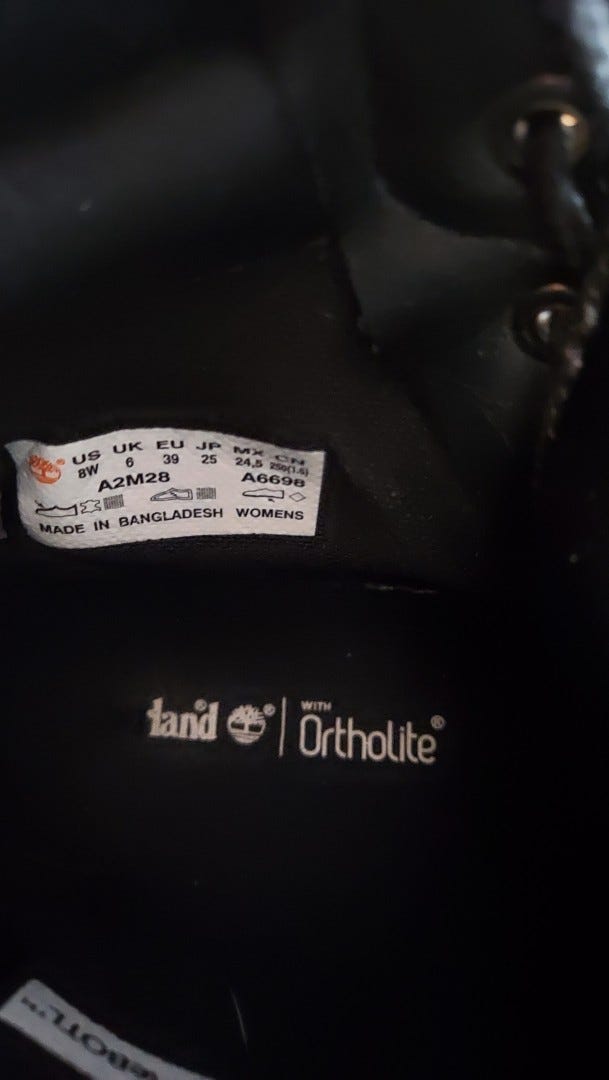 US UK EU JP MX CN
8W 6 39 25 24,5 250(1.5)
A2M28 A6698
MADE IN BANGLADESH WOMENS
land® ® WITH
OrthoLite®
eBOTL™